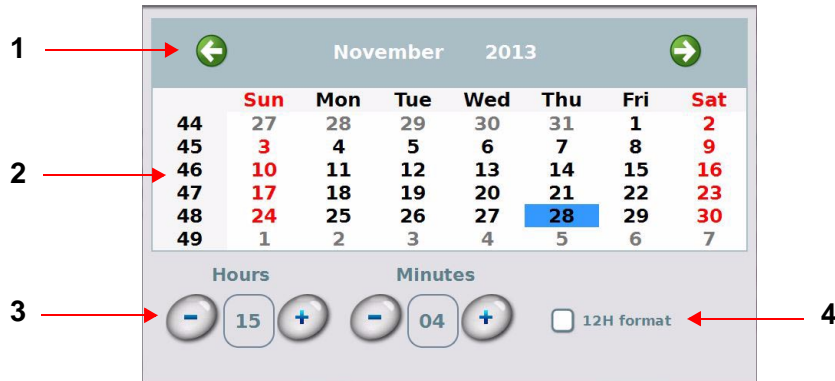 1
November 2013
Sun Mon Tue Wed Thu Fri Sat
44 27 28 29 30 31 1 2
45 3 4 5 6 7 8 9
2
46 10 11 12 13 14 15 16
47 17 18 19 20 21 22 23
48 24 25 26 27 28 29 30
49 1 2 3 4 5 6 7
Hours Minutes
3
- 15 + - 04 + 12H format
4